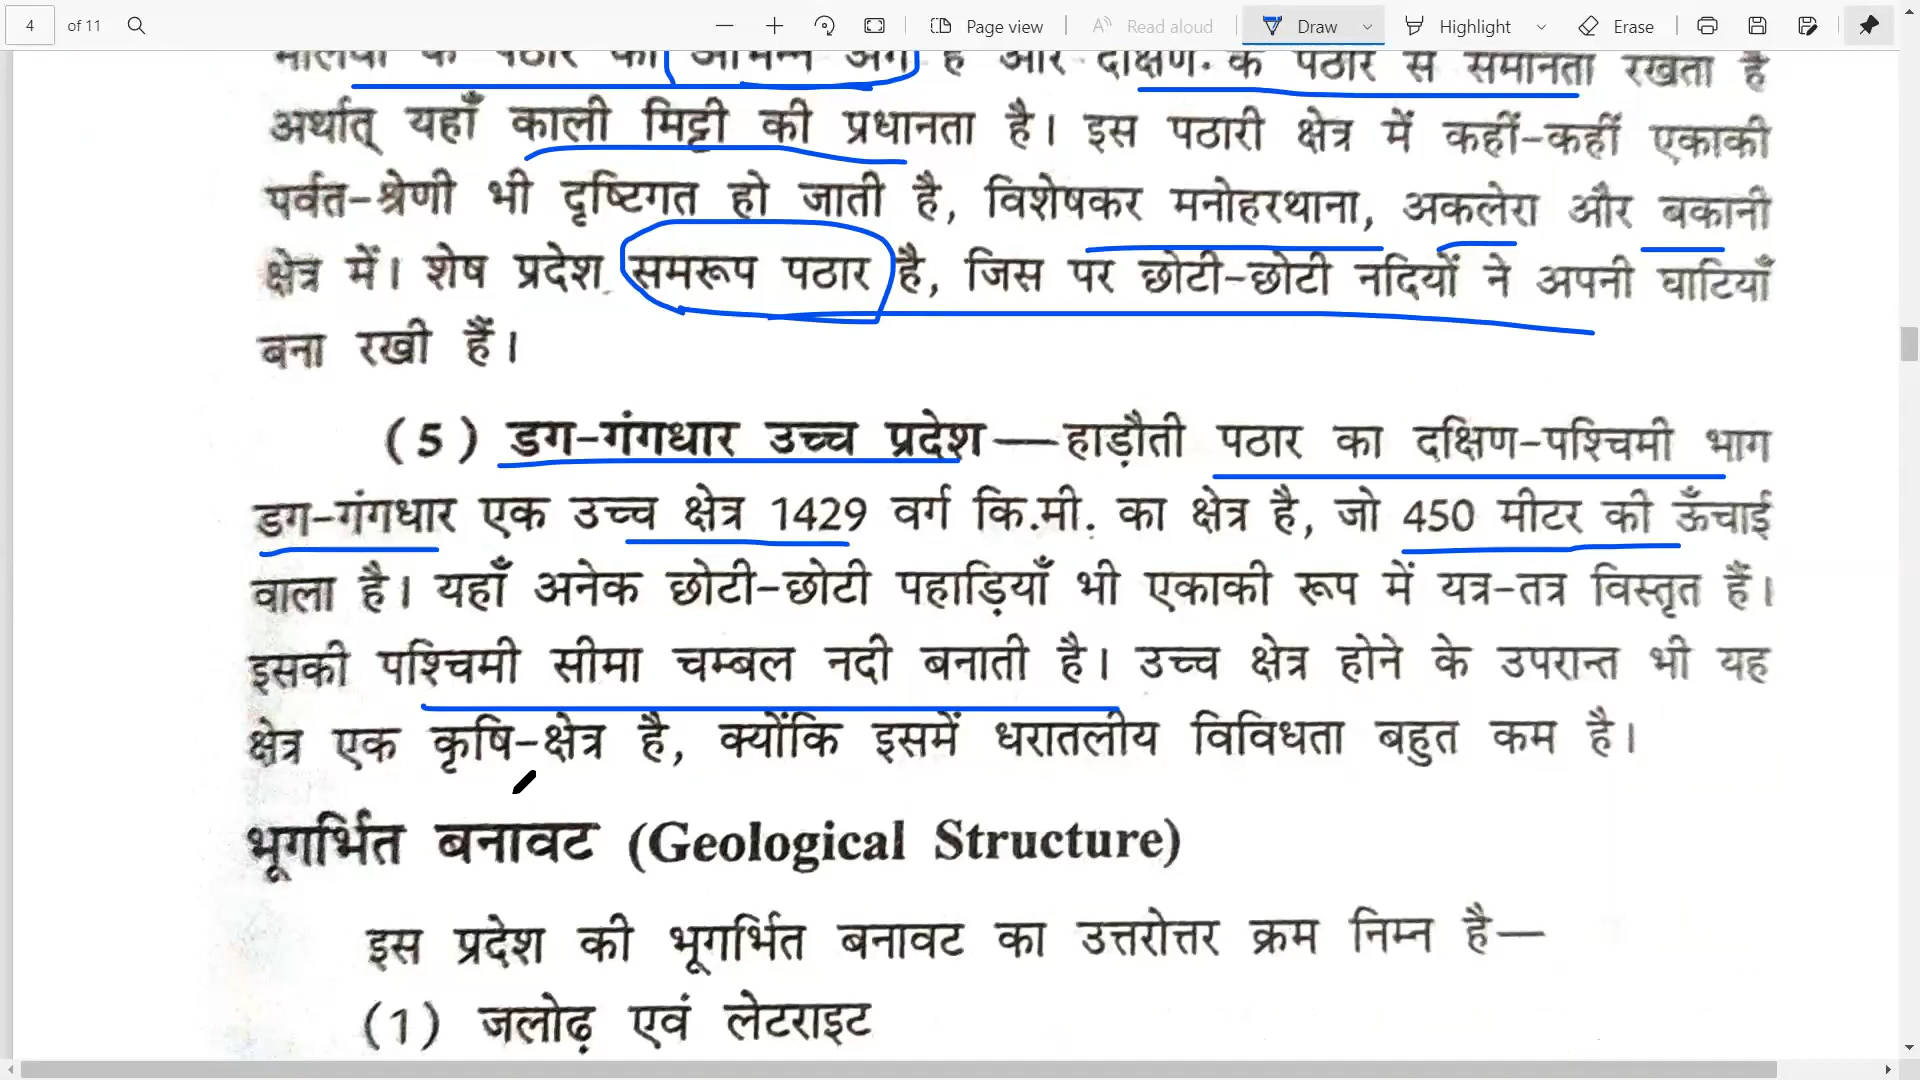 4 of 11 Page view Read aloud Draw Highlight Erase
मालवा के पठार का अभिन्न अंग है और दक्षिण के पठार से समानता रखता है
अर्थात् यहाँ काली मिट्टी की प्रधानता है। इस पठारी क्षेत्र में कहीं-कहीं एकाकी
पर्वत-श्रेणी भी दृष्टिगत हो जाती है, विशेषकर मनोहरथाना, अकलेरा और बकानी
क्षेत्र में। शेष प्रदेश समरूप पठार है, जिस पर छोटी-छोटी नदियों ने अपनी घाटियाँ
बना रखी हैं।
(5) डग-गंगधार उच्च प्रदेश—हाड़ौती पठार का दक्षिण-पश्चिमी भाग
डग-गंगधार एक उच्च क्षेत्र 1429 वर्ग कि.मी. का क्षेत्र है, जो 450 मीटर की ऊँचाई
वाला है। यहाँ अनेक छोटी-छोटी पहाड़ियाँ भी एकाकी रूप में यत्र-तत्र विस्तृत हैं।
इसकी पश्चिमी सीमा चम्बल नदी बनाती है। उच्च क्षेत्र होने के उपरान्त भी यह
क्षेत्र एक कृषि-क्षेत्र है, क्योंकि इसमें धरातलीय विविधता बहुत कम है।
भूगर्भित बनावट (Geological Structure)
इस प्रदेश की भूगर्भित बनावट का उत्तरोत्तर क्रम निम्न है—
(1) जलोढ़ एवं लेटराइट